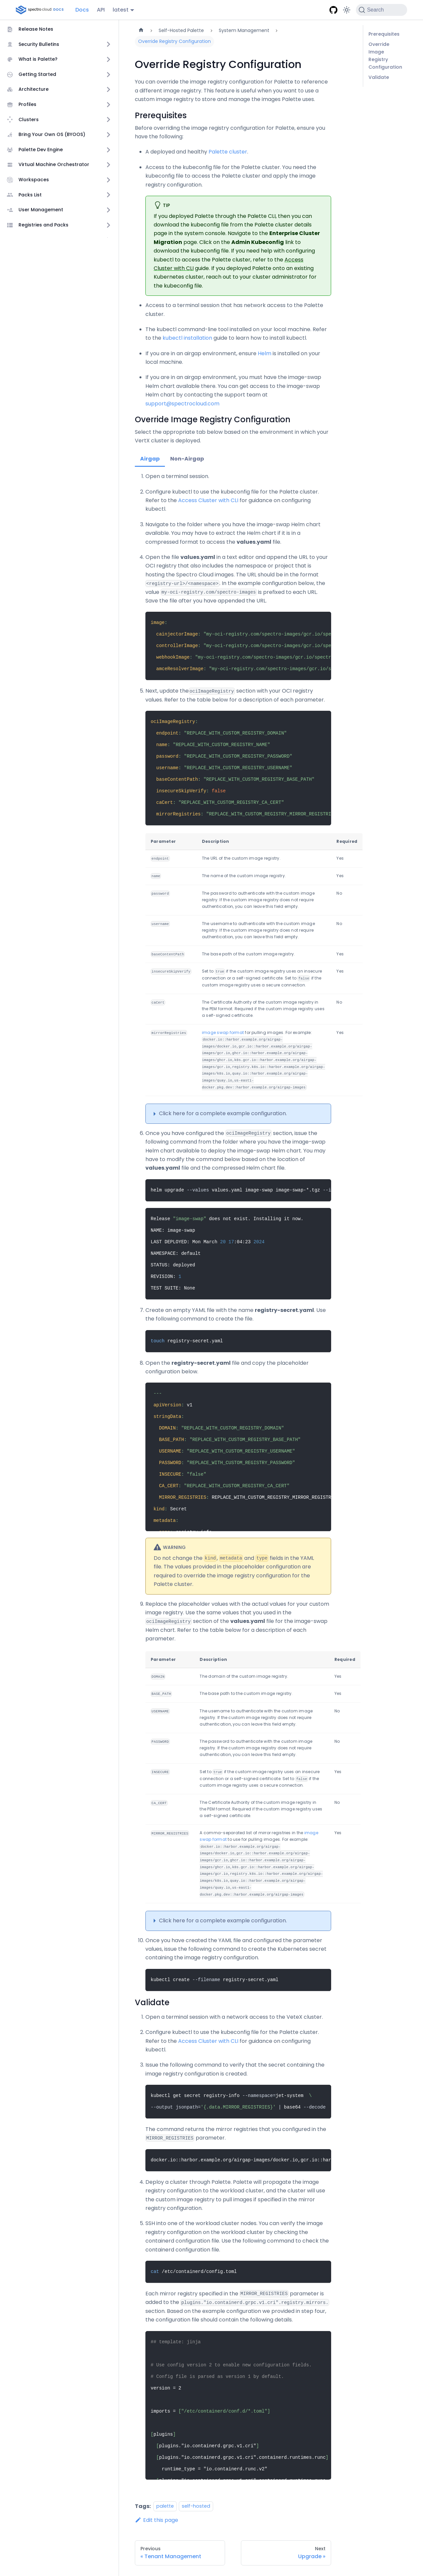 spectro cloud DOCS
Docs
API
latest
Search
Release Notes
Security Bulletins
What is Palette?
Getting Started
Architecture
Profiles
Clusters
Bring Your Own OS (BYOOS)
Palette Dev Engine
Virtual Machine Orchestrator
Workspaces
Packs List
User Management
Registries and Packs
Self-Hosted Palette
System Management
Override Registry Configuration
Prerequisites
Override
Image
Registry
Configuration
Validate
Override Registry Configuration
You can override the image registry configuration for Palette to reference a
different image registry. This feature is useful when you want to use a
custom image registry to store and manage the images Palette uses.
Prerequisites
Before overriding the image registry configuration for Palette, ensure you
have the following:
A deployed and healthy Palette cluster.
Access to the kubeconfig file for the Palette cluster. You need the
kubeconfig file to access the Palette cluster and apply the image
registry configuration.
TIP
If you deployed Palette through the Palette CLI, then you can
download the kubeconfig file from the Palette cluster details
page in the system console. Navigate to the Enterprise Cluster
Migration page. Click on the Admin Kubeconfig link to
download the kubeconfig file. If you need help with configuring
kubectl to access the Palette cluster, refer to the Access
Cluster with CLI guide. If you deployed Palette onto an existing
Kubernetes cluster, reach out to your cluster administrator for
the kubeconfig file.
Access to a terminal session that has network access to the Palette
cluster.
The kubectl command-line tool installed on your local machine. Refer
to the kubectl installation guide to learn how to install kubectl.
If you are in an airgap environment, ensure Helm is installed on your
local machine.
If you are in an airgap environment, you must have the image-swap
Helm chart available there. You can get access to the image-swap
Helm chart by contacting the support team at
support@spectrocloud.com.
Override Image Registry Configuration
Select the appropriate tab below based on the environment in which your
VertX cluster is deployed.
Airgap
Non-Airgap
1. Open a terminal session.
2. Configure kubectl to use the kubeconfig file for the Palette cluster.
Refer to the Access Cluster with CLI for guidance on configuring
kubectl.
3. Navigate to the folder where you have the image-swap Helm chart
available. You may have to extract the Helm chart if it is in a
compressed format to access the values.yaml file.
4. Open the file values.yaml in a text editor and append the URL to your
OCI registry that also includes the namespace or project that is
hosting the Spectro Cloud images. The URL should be in the format
<registry-url>/<namespace>. In the example configuration below, the
value my-oci-registry.com/spectro-images is prefixed to each URL.
Save the file after you have appended the URL.
image:
cainjectorImage: "my-oci-registry.com/spectro-images/gcr.io/spe
controllerImage: "my-oci-registry.com/spectro-images/gcr.io/spe
webhookImage: "my-oci-registry.com/spectro-images/gcr.io/spectr
amceResolverImage: "my-oci-registry.com/spectro-images/gcr.io/s
5. Next, update the ociImageRegistry section with your OCI registry
values. Refer to the table below for a description of each parameter.
ociImageRegistry:
endpoint: "REPLACE_WITH_CUSTOM_REGISTRY_DOMAIN"
name: "REPLACE_WITH_CUSTOM_REGISTRY_NAME"
password: "REPLACE_WITH_CUSTOM_REGISTRY_PASSWORD"
username: "REPLACE_WITH_CUSTOM_REGISTRY_USERNAME"
baseContentPath: "REPLACE_WITH_CUSTOM_REGISTRY_BASE_PATH"
insecureSkipVerify: false
caCert: "REPLACE_WITH_CUSTOM_REGISTRY_CA_CERT"
mirrorRegistries: "REPLACE_WITH_CUSTOM_REGISTRY_MIRROR_REGISTRI
Parameter Description Required
endpoint The URL of the custom image registry. Yes
name The name of the custom image registry. Yes
password The password to authenticate with the custom image No
registry. If the custom image registry does not require
authentication, you can leave this field empty.
username The username to authenticate with the custom image No
registry. If the custom image registry does not require
authentication, you can leave this field empty.
baseContentPath The base path of the custom image registry. Yes
insecureSkipVerify Set to true if the custom image registry uses an insecure Yes
connection or a self-signed certificate. Set to false if the
custom image registry uses a secure connection.
caCert The Certificate Authority of the custom image registry in No
the PEM format. Required if the custom image registry uses
a self-signed certificate.
mirrorRegistries image swap format for pulling images. For example: Yes
docker.io::harbor.example.org/airgap-
images/docker.io,gcr.io::harbor.example.org/airgap-
images/gcr.io,ghcr.io::harbor.example.org/airgap-
images/ghcr.io,k8s.gcr.io::harbor.example.org/airgap-
images/gcr.io,registry.k8s.io::harbor.example.org/airgap-
images/k8s.io,quay.io::harbor.example.org/airgap-
images/quay.io,us-east1-
docker.pkg.dev::harbor.example.org/airgap-images
Click here for a complete example configuration.
6. Once you have configured the ociImageRegistry section, issue the
following command from the folder where you have the image-swap
Helm chart available to deploy the image-swap Helm chart. You may
have to modify the command below based on the location of
values.yaml file and the compressed Helm chart file.
helm upgrade --values values.yaml image-swap image-swap-*.tgz --i
Release "image-swap" does not exist. Installing it now.
NAME: image-swap
LAST DEPLOYED: Mon March 20 17:04:23 2024
NAMESPACE: default
STATUS: deployed
REVISION: 1
TEST SUITE: None
7. Create an empty YAML file with the name registry-secret.yaml. Use
the following command to create the file.
touch registry-secret.yaml
8. Open the registry-secret.yaml file and copy the placeholder
configuration below.
---
apiVersion: v1
stringData:
DOMAIN: "REPLACE_WITH_CUSTOM_REGISTRY_DOMAIN"
BASE_PATH: "REPLACE_WITH_CUSTOM_REGISTRY_BASE_PATH"
USERNAME: "REPLACE_WITH_CUSTOM_REGISTRY_USERNAME"
PASSWORD: "REPLACE_WITH_CUSTOM_REGISTRY_PASSWORD"
INSECURE: "false"
CA_CERT: "REPLACE_WITH_CUSTOM_REGISTRY_CA_CERT"
MIRROR_REGISTRIES: REPLACE_WITH_CUSTOM_REGISTRY_MIRROR_REGISTR
kind: Secret
metadata:
WARNING
Do not change the kind, metadata and type fields in the YAML
file. The values provided in the placeholder configuration are
required to override the image registry configuration for the
Palette cluster.
9. Replace the placeholder values with the actual values for your custom
image registry. Use the same values that you used in the
ociImageRegistry section of the values.yaml file for the image-swap
Helm chart. Refer to the table below for a description of each
parameter.
Parameter Description Required
DOMAIN The domain of the custom image registry. Yes
BASE_PATH The base path to the custom image registry. Yes
USERNAME The username to authenticate with the custom image No
registry. If the custom image registry does not require
authentication, you can leave this field empty.
PASSWORD The password to authenticate with the custom image No
registry. If the custom image registry does not require
authentication, you can leave this field empty.
INSECURE Set to true if the custom image registry uses an insecure Yes
connection or a self-signed certificate. Set to false if the
custom image registry uses a secure connection.
CA_CERT The Certificate Authority of the custom image registry in No
the PEM format. Required if the custom image registry uses
a self-signed certificate.
MIRROR_REGISTRIES A comma-separated list of mirror registries in the image Yes
swap format to use for pulling images. For example:
docker.io::harbor.example.org/airgap-
images/docker.io,gcr.io::harbor.example.org/airgap-
images/gcr.io,ghcr.io::harbor.example.org/airgap-
images/ghcr.io,k8s.gcr.io::harbor.example.org/airgap-
images/gcr.io,registry.k8s.io::harbor.example.org/airgap-
images/k8s.io,quay.io::harbor.example.org/airgap-
images/quay.io,us-east1-
docker.pkg.dev::harbor.example.org/airgap-images
Click here for a complete example configuration.
10. Once you have created the YAML file and configured the parameter
values, issue the following command to create the Kubernetes secret
containing the image registry configuration.
kubectl create --filename registry-secret.yaml
Validate
1. Open a terminal session with a network access to the VerteX cluster.
2. Configure kubectl to use the kubeconfig file for the Palette cluster.
Refer to the Access Cluster with CLI for guidance on configuring
kubectl.
3. Issue the following command to verify that the secret containing the
image registry configuration is created.
kubectl get secret registry-info --namespace=jet-system \
--output jsonpath='{.data.MIRROR_REGISTRIES}' | base64 --decode
The command returns the mirror registries that you configured in the
MIRROR_REGISTRIES parameter.
docker.io::harbor.example.org/airgap-images/docker.io,gcr.io::har
4. Deploy a cluster through Palette. Palette will propagate the image
registry configuration to the workload cluster, and the cluster will use
the custom image registry to pull images if specified in the mirror
registry configuration.
5. SSH into one of the workload cluster nodes. You can verify the image
registry configuration on the workload cluster by checking the
containerd configuration file. Use the following command to check the
containerd configuration file.
cat /etc/containerd/config.toml
Each mirror registry specified in the MIRROR_REGISTRIES parameter is
added to the plugins."io.containerd.grpc.v1.cri".registry.mirrors.
section. Based on the example configuration we provided in step four,
the configuration file should contain the following details.
## template: jinja
# Use config version 2 to enable new configuration fields.
# Config file is parsed as version 1 by default.
version = 2
imports = ["/etc/containerd/conf.d/*.toml"]
[plugins]
[plugins."io.containerd.grpc.v1.cri"]
[plugins."io.containerd.grpc.v1.cri".containerd.runtimes.runc]
runtime_type = "io.containerd.runc.v2"
Tags: palette self-hosted
Edit this page
Previous
« Tenant Management
Next
Upgrade »